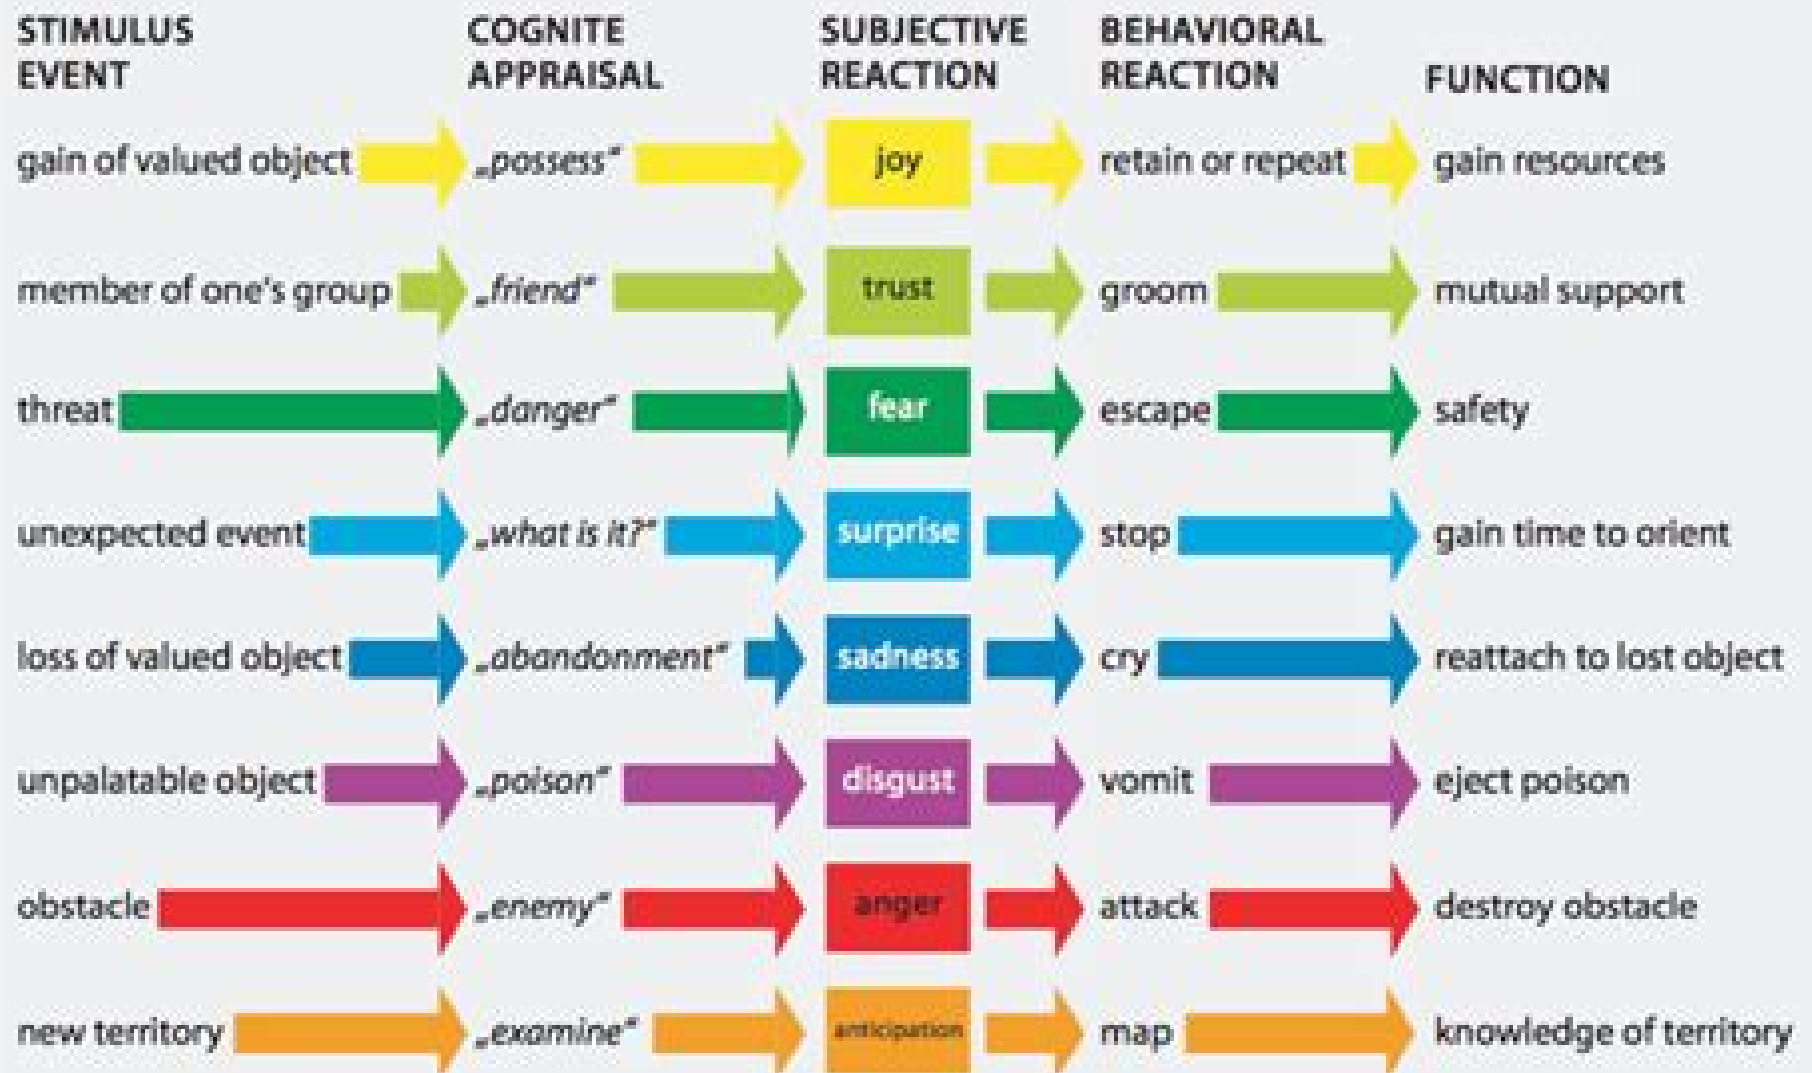 STIMULUS EVENT COGNITE APPRAISAL SUBJECTIVE REACTION BEHAVIORAL REACTION FUNCTION
gain of valued object „possess“ joy retain or repeat gain resources
member of one's group „friend“ trust groom mutual support
threat „danger“ fear escape safety
unexpected event „what is it?“ surprise stop gain time to orient
loss of valued object „abandonment“ sadness cry reattach to lost object
unpalatable object „poison“ disgust vomit eject poison
obstacle „enemy“ anger attack destroy obstacle
new territory „examine“ anticipation map knowledge of territory